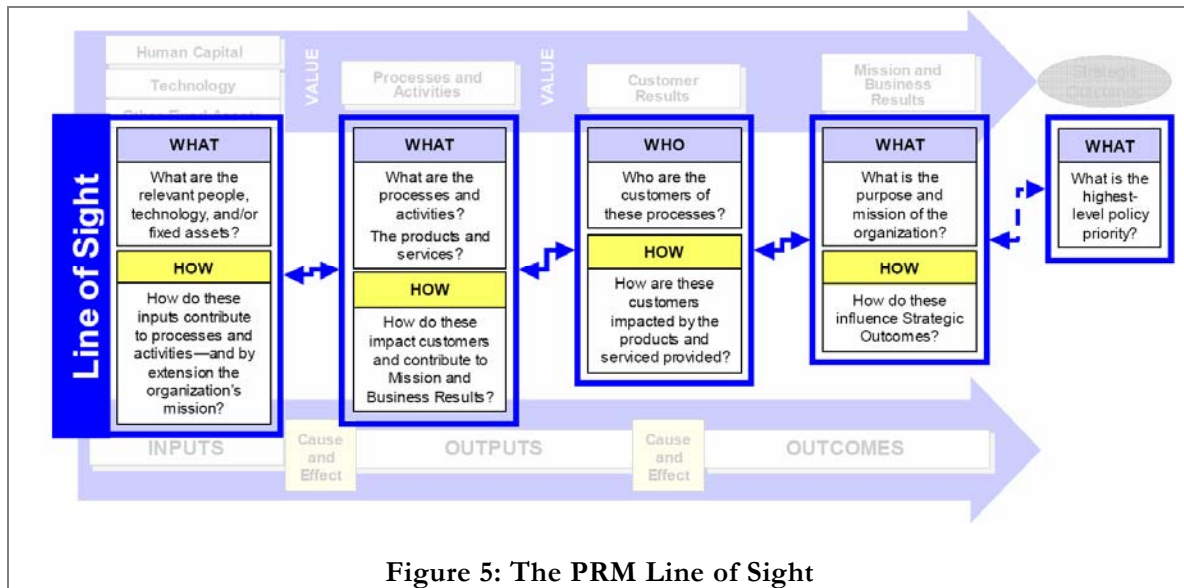 Human Capital
Technology
Other Fixed Assets
VALUE
Processes and
Activities
VALUE
Customer
Results
Mission and
Business
Results
Strategic
Outcomes
Line of Sight
WHAT
What are the
relevant people,
technology, and/or
fixed assets?
HOW
How do these
inputs contribute
to processes and
activities—and by
extension the
organization's
mission?
WHAT
What are the
processes and
activities?
The products and
services?
HOW
How do these
impact customers
and contribute to
Mission and
Business Results?
WHO
Who are the
customers of
these processes?
HOW
How are these
customers
impacted by the
products and
serviced provided?
WHAT
What is the
purpose and
mission of the
organization?
HOW
How do these
influence Strategic
Outcomes?
WHAT
What is the
highest-
level policy
priority?
INPUTS
Cause
and
Effect
OUTPUTS
Cause
and
Effect
OUTCOMES
Figure 5: The PRM Line of Sight